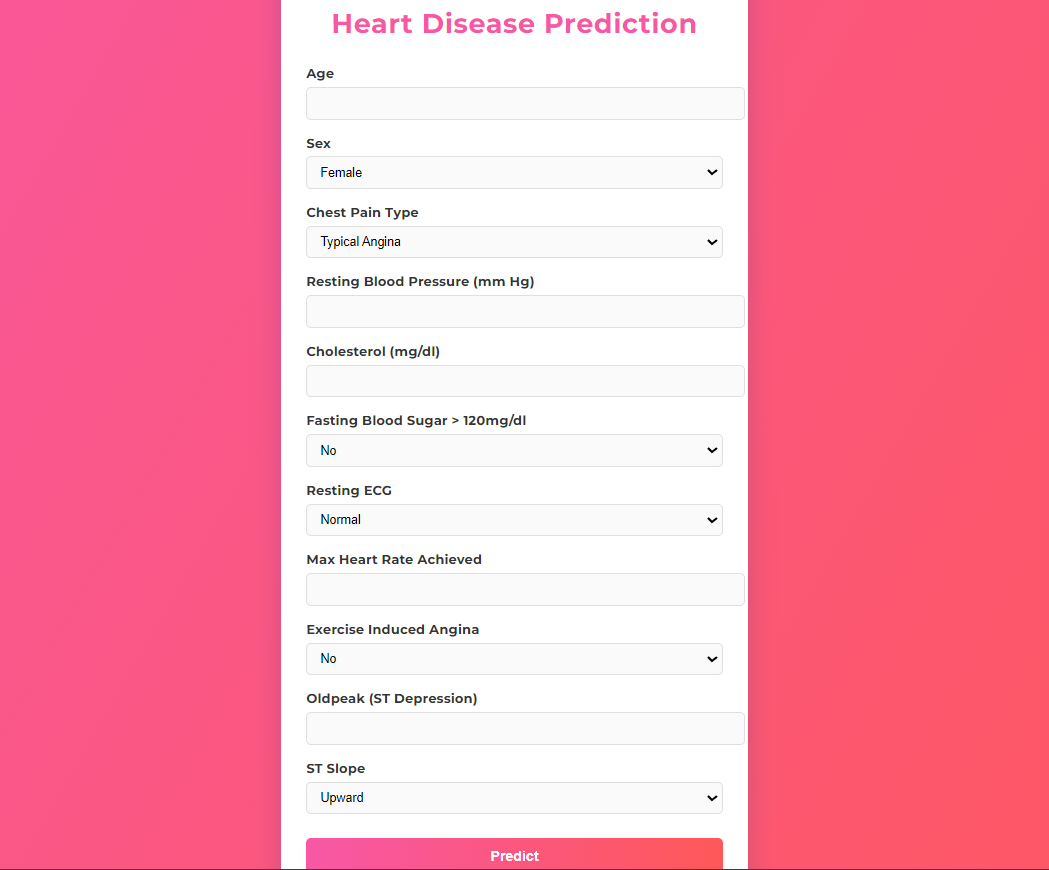 Heart Disease Prediction
Age
Sex
Female
Chest Pain Type
Typical Angina
Resting Blood Pressure (mm Hg)
Cholesterol (mg/dl)
Fasting Blood Sugar > 120mg/dl
No
Resting ECG
Normal
Max Heart Rate Achieved
Exercise Induced Angina
No
Oldpeak (ST Depression)
ST Slope
Upward
Predict